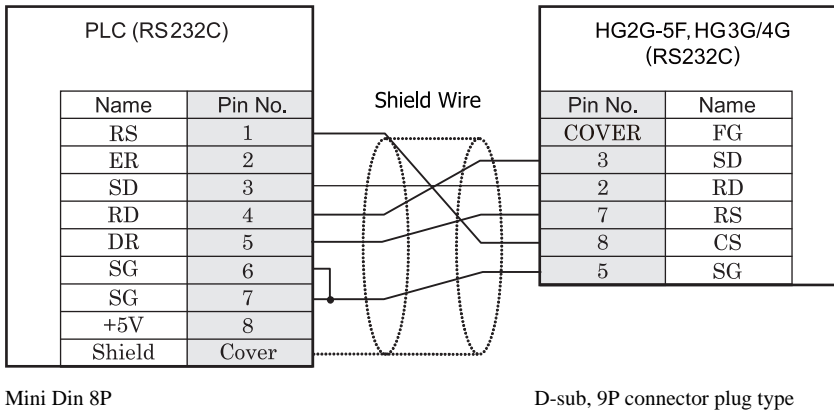 PLC (RS232C)
HG2G-5F, HG3G/4G
(RS232C)
Shield Wire
Name Pin No.
RS 1
ER 2
SD 3
RD 4
DR 5
SG 6
SG 7
+5V 8
Shield Cover
Pin No. Name
COVER FG
3 SD
2 RD
7 RS
8 CS
5 SG
Mini Din 8P
D-sub, 9P connector plug type